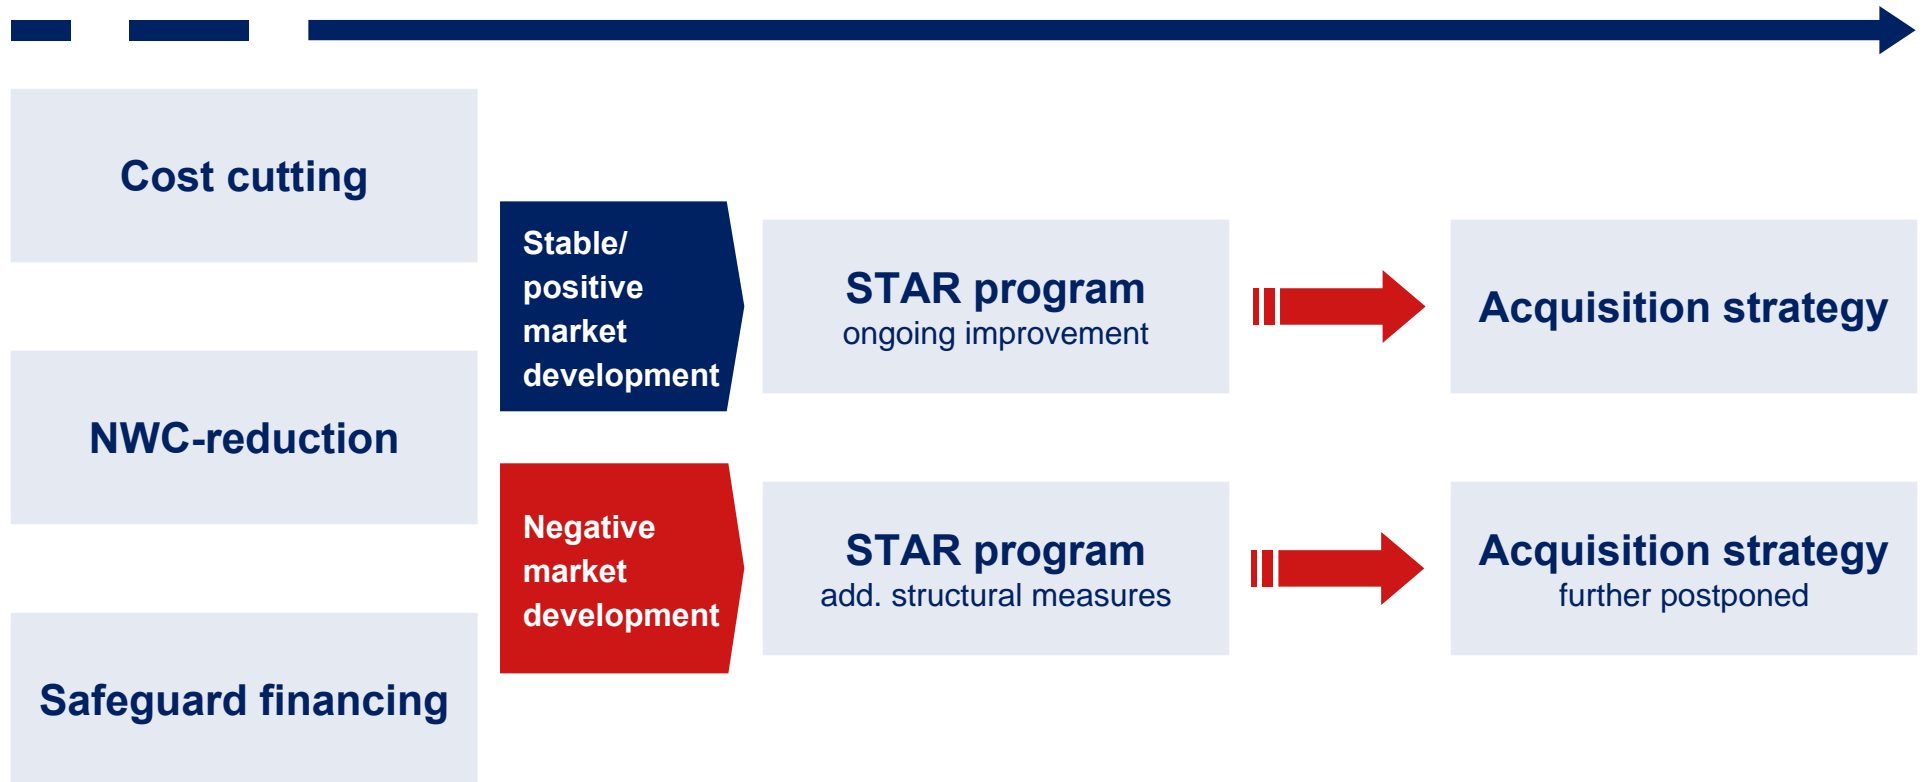 Cost cutting
NWC-reduction
Safeguard financing
Stable/
positive
market
development
STAR program
ongoing improvement
Acquisition strategy
Negative
market
development
STAR program
add. structural measures
Acquisition strategy
further postponed